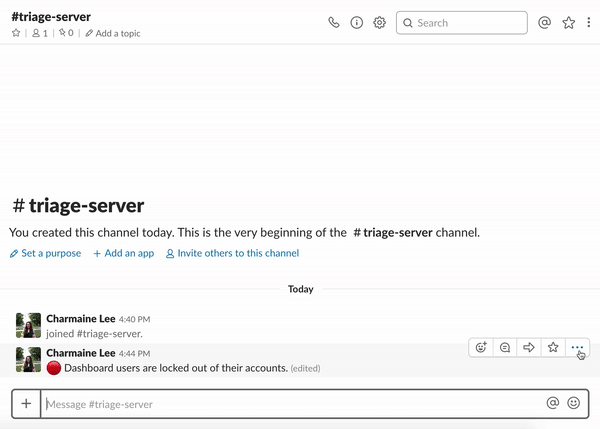 #triage-server
Search
1 | 0 | Add a topic
# triage-server
You created this channel today. This is the very beginning of the # triage-server channel.
Set a purpose + Add an app Invite others to this channel
Today
Charmaine Lee 4:40 PM
joined #triage-server.
Charmaine Lee 4:44 PM
Dashboard users are locked out of their accounts. (edited)
Message #triage-server